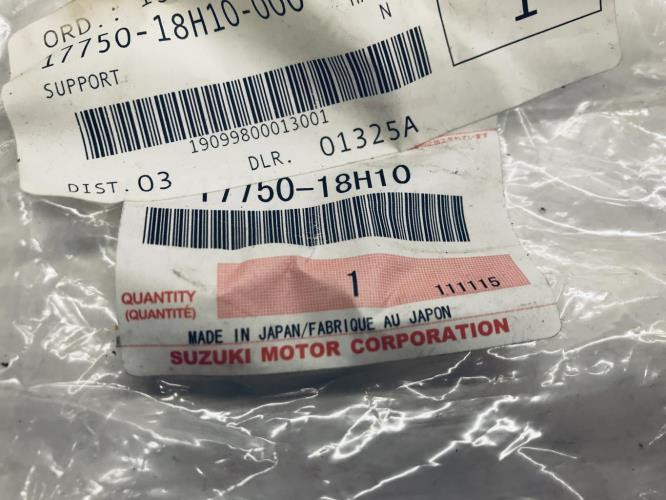 ORD.:
17750-18H10-000
N
1
SUPPORT
19099800013001
DIST. 03 DLR. 01325A
17750-18H10
1
111115
QUANTITY
(QUANTITÉ)
MADE IN JAPAN/FABRIQUE AU JAPON
SUZUKI MOTOR CORPORATION